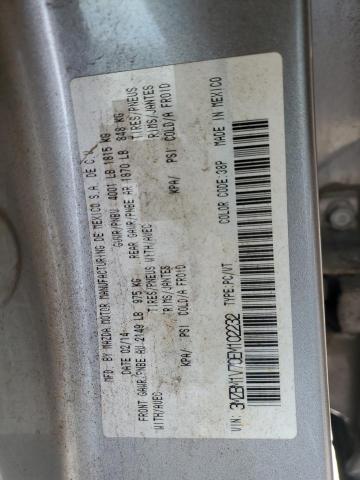 MFD. BY MAZDA MOTOR MANUFACTURING DE MEXICO S.A. DE C.V.
DATE 02/14 GVWR/PNBV 4001 LB 1815 KG
FRONT GAWR/PNBE AV 2149 LB 975 KG REAR GAWR/PNBE AR 1870 LB 848 KG
WITH/AVEC TIRES/PNEUS WITH/AVEC TIRES/PNEUS
RIMS/JANTES RIMS/JANTES
KPA/ PSI COLD/A FROID KPA/ PSI COLD/A FROID
VIN: 3MZBM1V70EM102232 TYPE:PC/VT COLOR CODE:38P MADE IN MEXICO